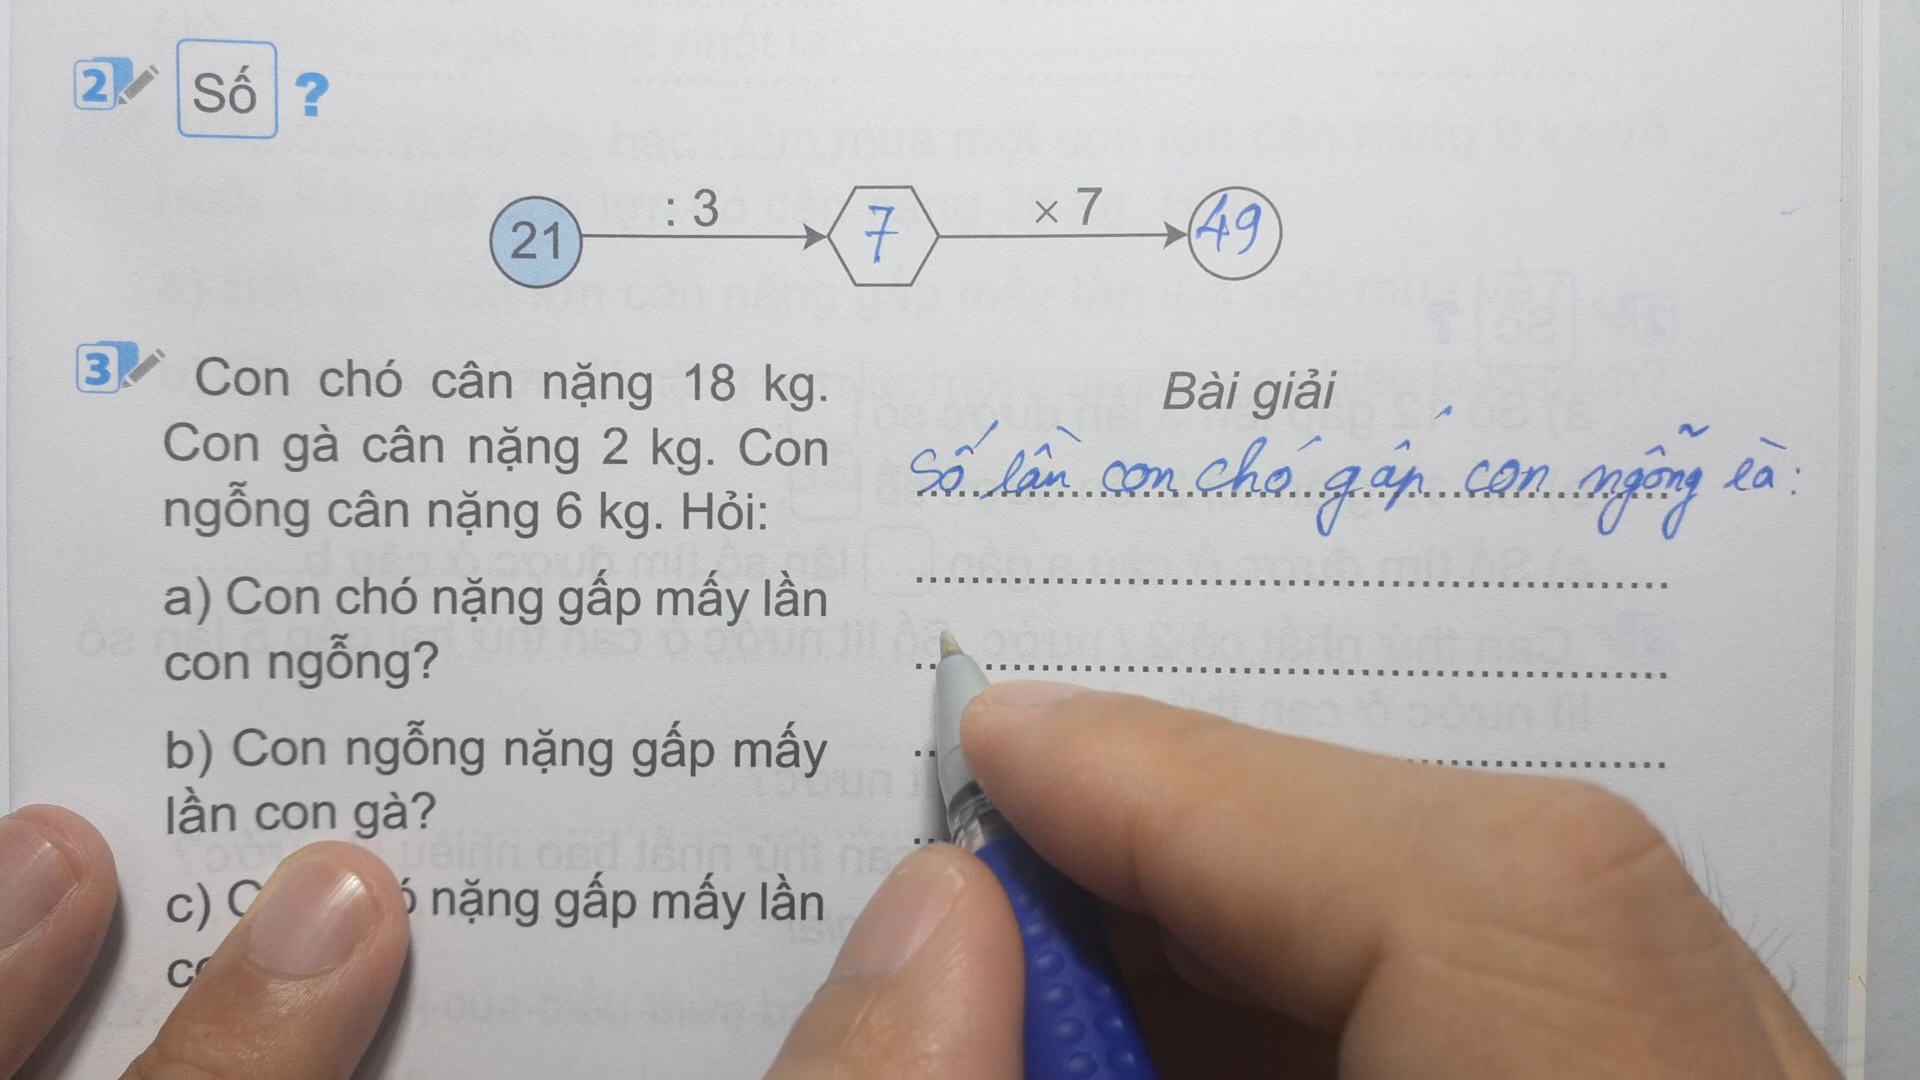 2 Số ?
21 : 3 7 × 7 49
3 Con chó cân nặng 18 kg.
Con gà cân nặng 2 kg. Con
ngỗng cân nặng 6 kg. Hỏi:
a) Con chó nặng gấp mấy lần
con ngỗng?
b) Con ngỗng nặng gấp mấy
lần con gà?
c) nặng gấp mấy lần
Bài giải
Số lần con chó gấp con ngỗng là: